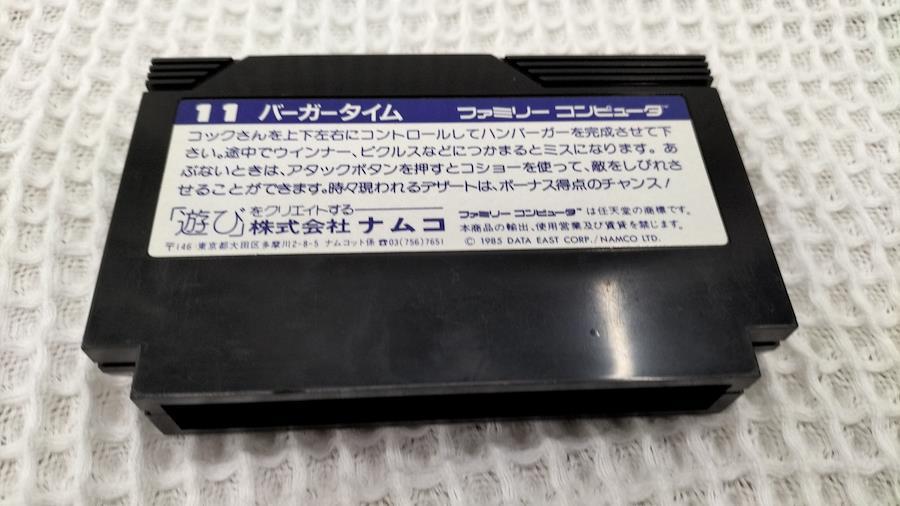 11 バーガータイム ファミリー コンピュータ™
コックさんを上下左右にコントロールしてハンバーガーを完成させて下
さい。途中でウインナー、ピクルスなどにつかまるとミスになります。あ
ぶないときは、アタックボタンを押すとコショーを使って、敵をしびれさ
せることができます。時々現われるデザートは、ボーナス得点のチャンス!
「遊び」をクリエイトする
株式会社 ナムコ
〒146 東京都大田区多摩川2-8-5 ナムコット係 ☎03(756)7651
ファミリー コンピュータ™ は任天堂の商標です。
本商品の輸出、使用営業及び賃貸を禁じます。
© 1985 DATA EAST CORP./NAMCO LTD.